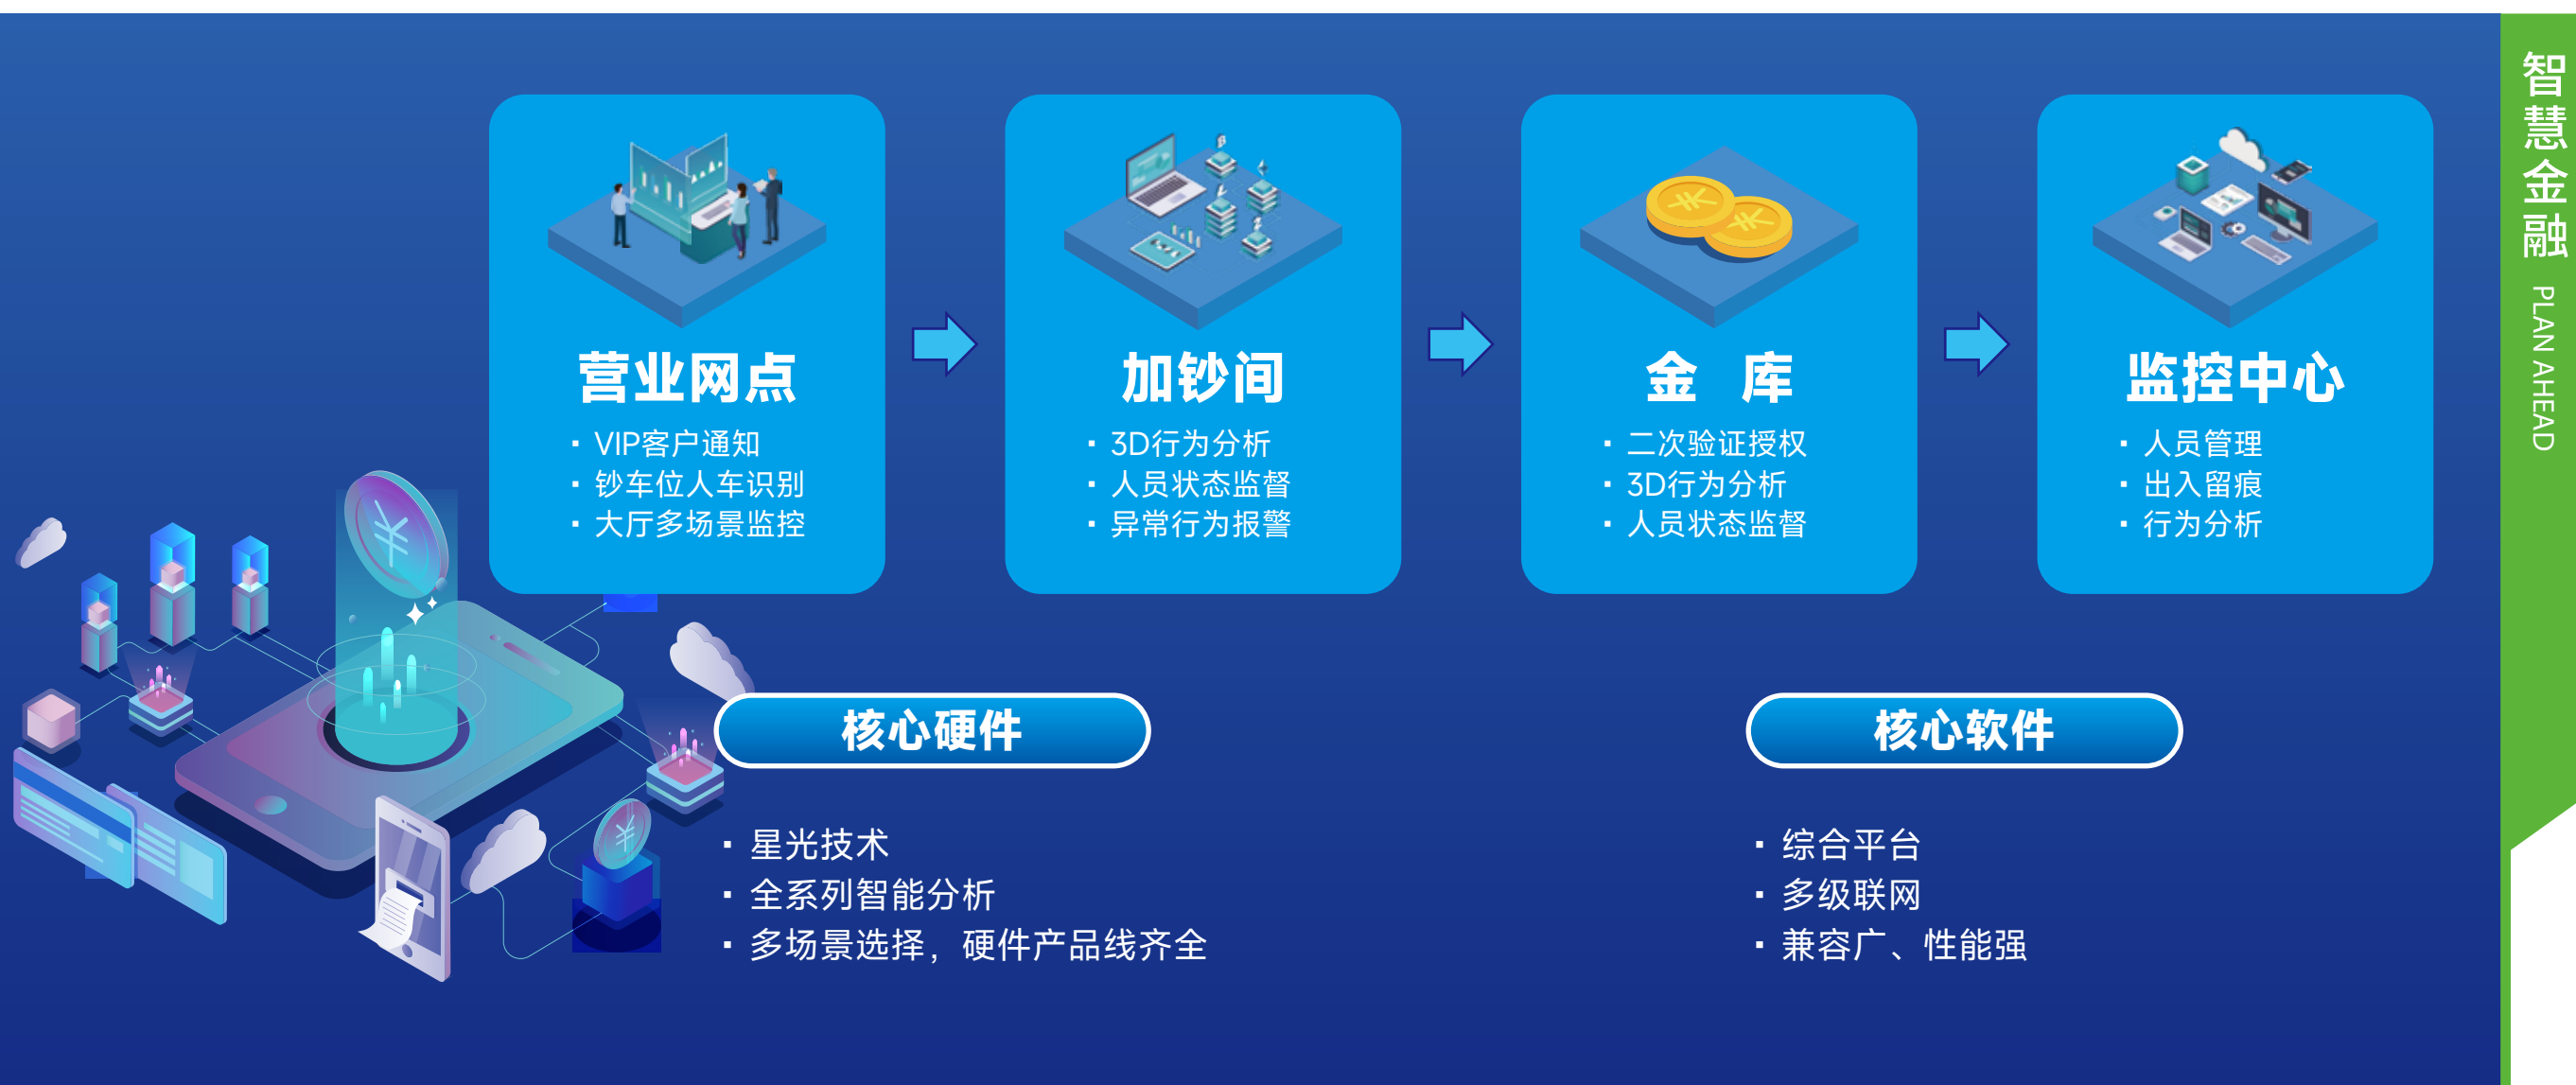 营业网点
VIP客户通知
钞车位人车识别
大厅多场景监控
加钞间
3D行为分析
人员状态监督
异常行为报警
金 库
二次验证授权
3D行为分析
人员状态监督
监控中心
人员管理
出入留痕
行为分析
核心硬件
星光技术
全系列智能分析
多场景选择，硬件产品线齐全
核心软件
综合平台
多级联网
兼容广、性能强
智慧金融
PLAN AHEAD